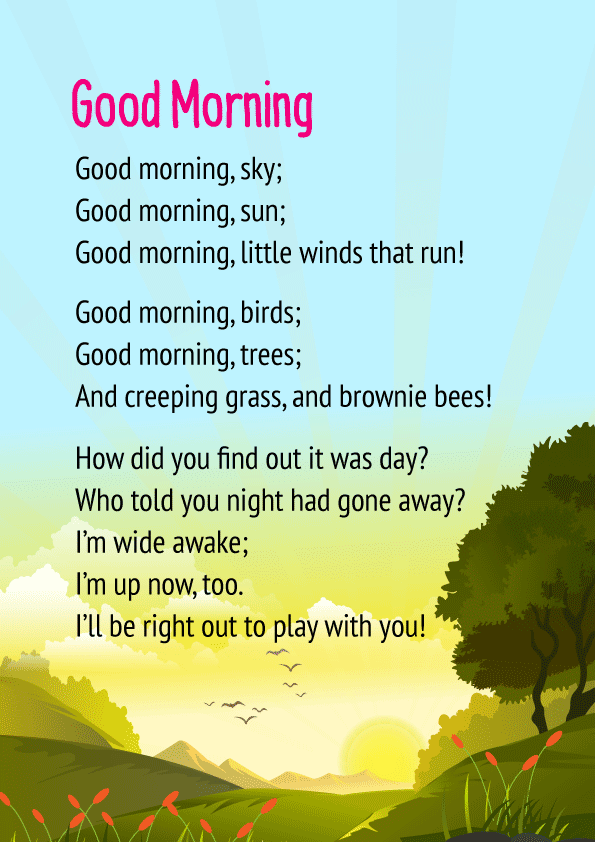 Good Morning
Good morning, sky;
Good morning, sun;
Good morning, little winds that run!
Good morning, birds;
Good morning, trees;
And creeping grass, and brownie bees!
How did you find out it was day?
Who told you night had gone away?
I’m wide awake;
I’m up now, too.
I’ll be right out to play with you!